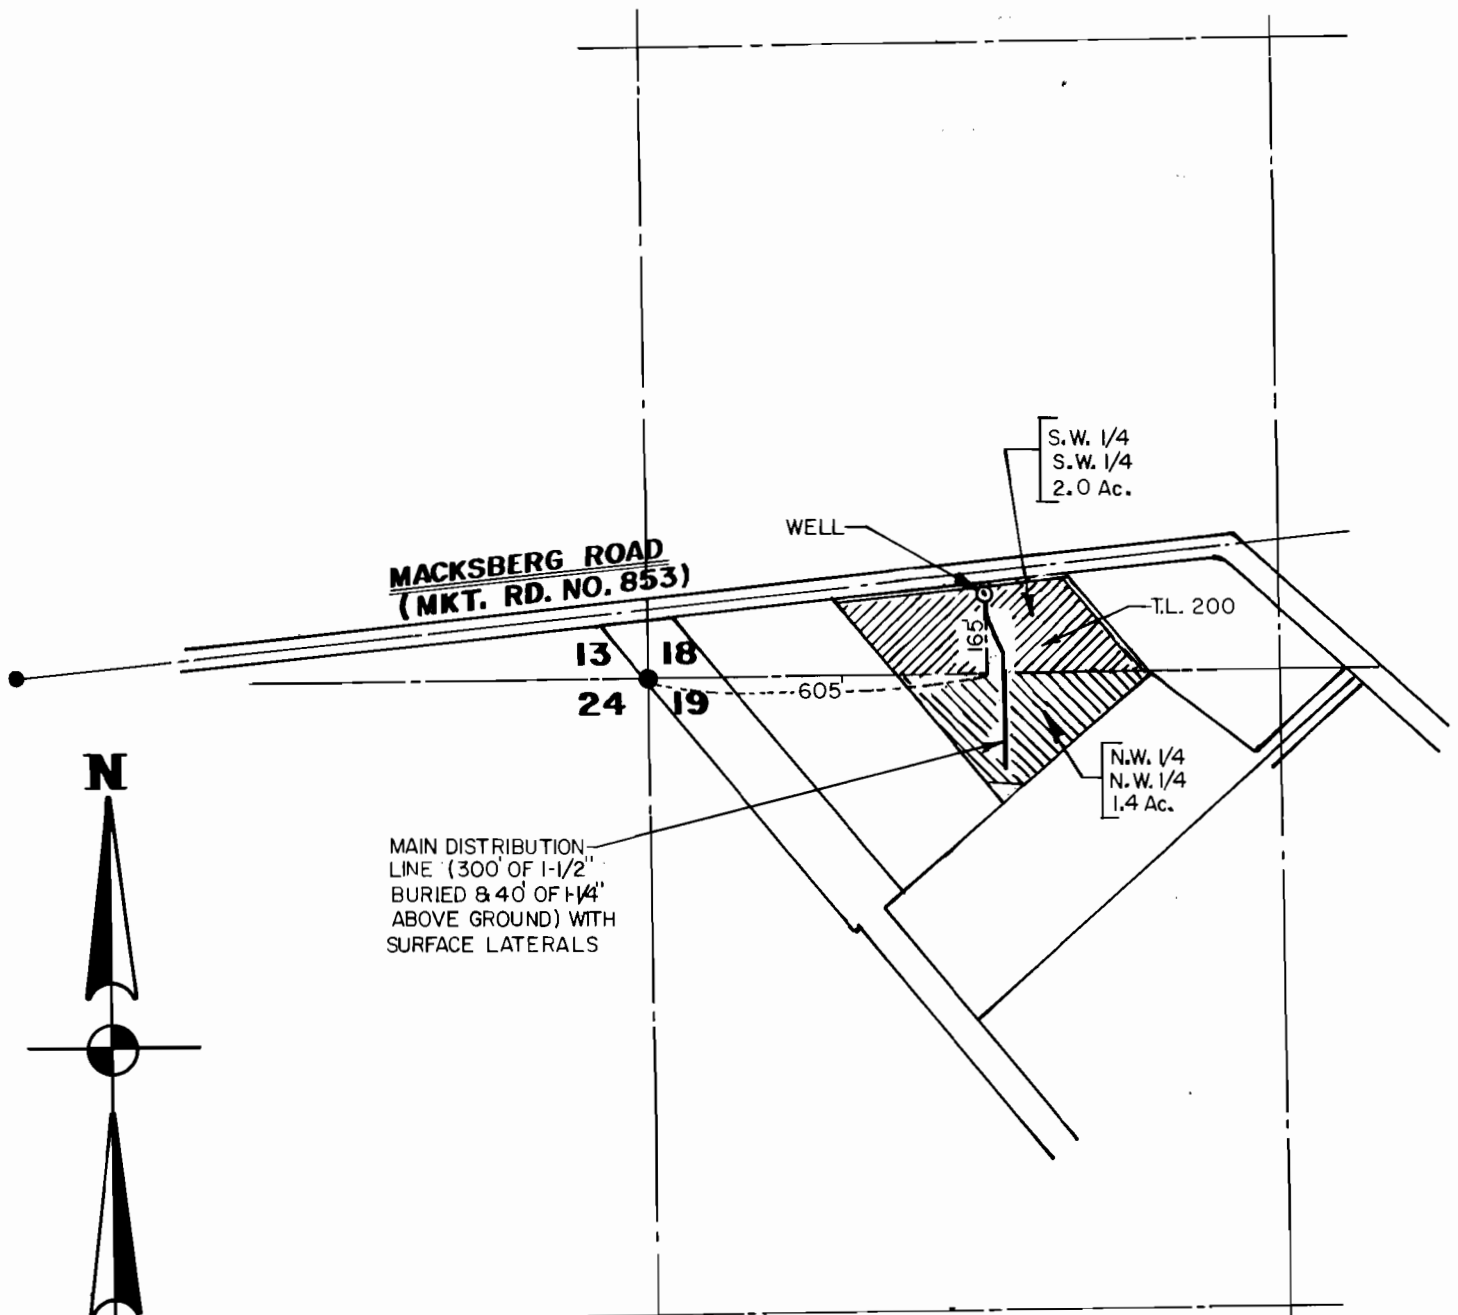 S.W. 1/4
S.W. 1/4
2.0 Ac.
WELL
MACKSBERG ROAD
(MKT. RD. NO. 853)
T.L. 200
165'
13 18
24 19
605'
N
N.W. 1/4
N.W. 1/4
1.4 Ac.
MAIN DISTRIBUTION
LINE (300' OF 1-1/2"
BURIED & 40' OF 1-1/4"
ABOVE GROUND) WITH
SURFACE LATERALS